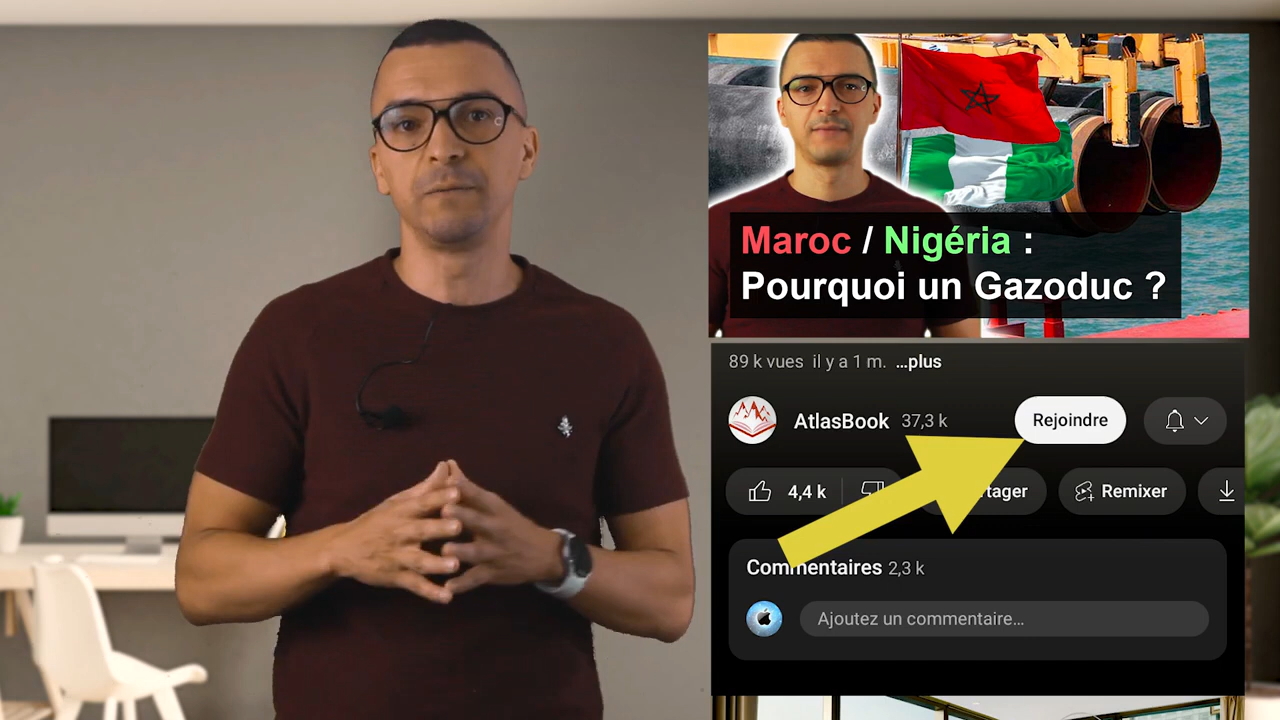 Maroc / Nigéria :
Pourquoi un Gazoduc ?
89 k vues il y a 1 m. ...plus
AtlasBook 37,3 k Rejoindre
4,4 k Remixer
Commentaires 2,3 k
Ajoutez un commentaire...